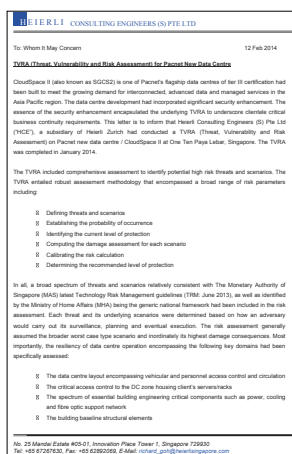 HEIERLI CONSULTING ENGINEERS (S) PTE LTD
To: Whom It May Concern 12 Feb 2014
TVRA (Threat, Vulnerability and Risk Assessment) for Pacnet New Data Centre
CloudSpace II (also known as SGCS2) is one of Pacnet's flagship data centres of tier III certification had
been built to meet the growing demand for interconnected, advanced data and managed services in the
Asia Pacific region. The data centre development had incorporated significant security enhancement. The
essence of the security enhancement encapsulated the underlying TVRA to underscore clientele critical
business continuity requirements. This letter is to inform that Heierli Consulting Engineers (S) Pte Ltd
("HCE"), a subsidiary of Heierli Zurich had conducted a TVRA (Threat, Vulnerability and Risk
Assessment) on Pacnet new data centre / CloudSpace II at One Ten Paya Lebar, Singapore. The TVRA
was completed in January 2014.
The TVRA included comprehensive assessment to identify potential high risk threats and scenarios. The
TVRA entailed robust assessment methodology that encompassed a broad range of risk parameters
including:
Defining threats and scenarios
Establishing the probability of occurrence
Identifying the current level of protection
Computing the damage assessment for each scenario
Calibrating the risk calculation
Determining the recommended level of protection
In all, a broad spectrum of threats and scenarios relatively consistent with The Monetary Authority of
Singapore (MAS) latest Technology Risk Management guidelines (TRM: June 2013), as well as identified
by the Ministry of Home Affairs (MHA) being the generic national framework had been included in the risk
assessment. Each threat and its underlying scenarios were determined based on how an adversary
would carry out its surveillance, planning and eventual execution. The risk assessment generally
assumed the broader worst case type scenario and inordinately its highest damage consequences. Most
importantly, the resiliency of data centre operation encompassing the following key domains had been
specifically assessed:
The data centre layout encompassing vehicular and personnel access control and circulation
The critical access control to the DC zone housing client's servers/racks
The spectrum of essential building engineering critical components such as power, cooling
and fibre optic support network
The building baseline structural elements
No. 25 Mandai Estate #05-01, Innovation Place Tower 1, Singapore 729930
Tel: +65 67267630, Fax: +65 62892069, E-Mail: richard_goh@heierlisingapore.com